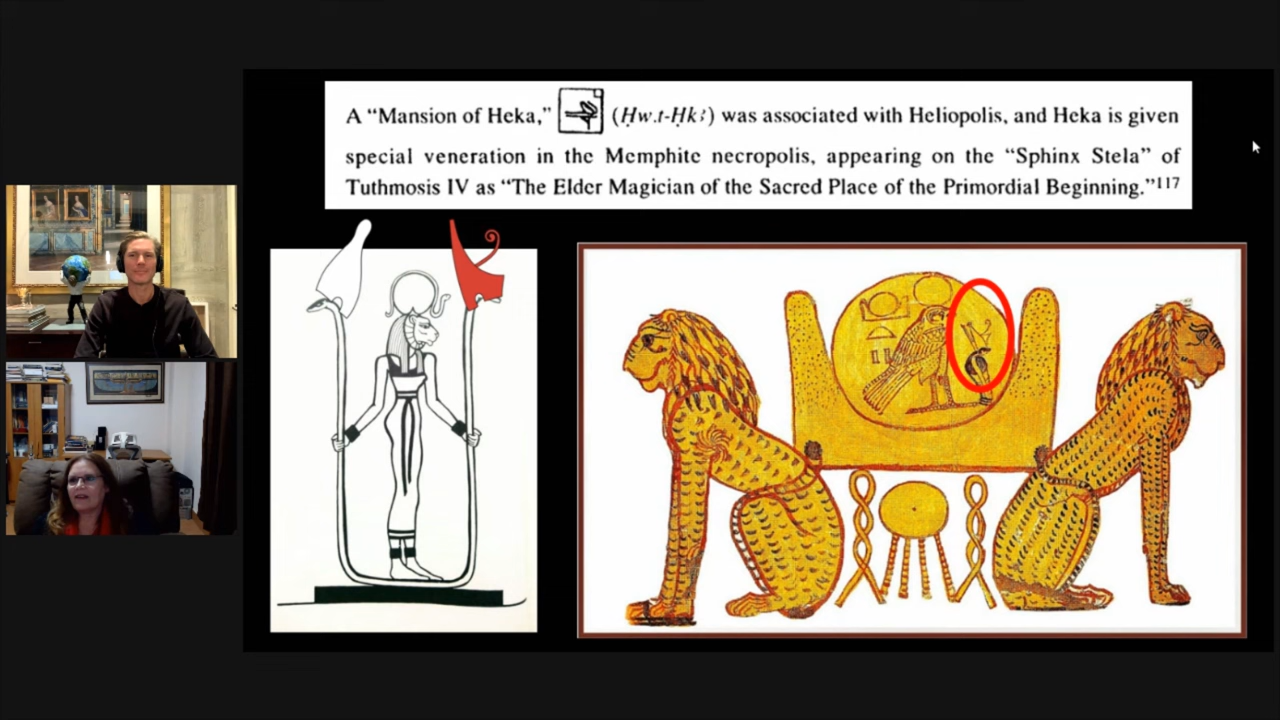 A “Mansion of Heka,” (Ḥw.t-Ḥkꜣ) was associated with Heliopolis, and Heka is given
special veneration in the Memphite necropolis, appearing on the “Sphinx Stela” of
Tuthmosis IV as “The Elder Magician of the Sacred Place of the Primordial Beginning.”117